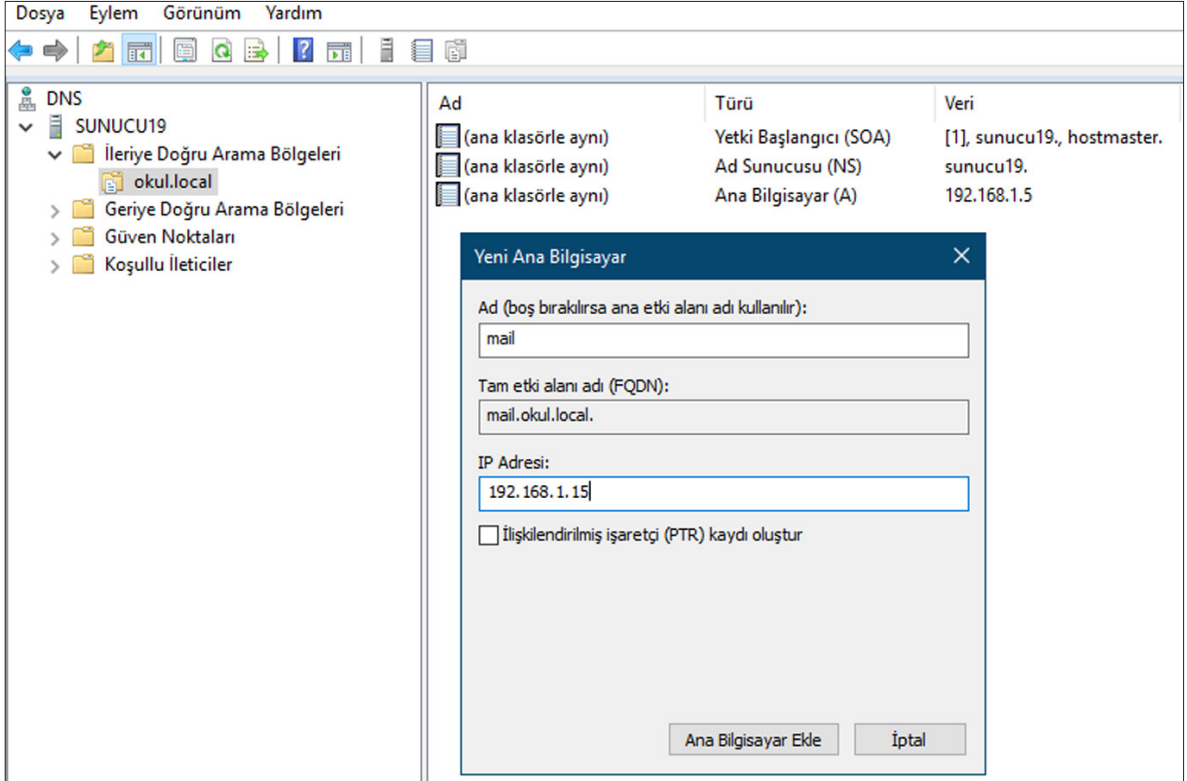 Dosya Eylem Görünüm Yardım
DNS
SUNUCU19
İleriye Doğru Arama Bölgeleri
okul.local
Geriye Doğru Arama Bölgeleri
Güven Noktaları
Koşullu İleticiler
Ad Türü Veri
(ana klasörle aynı) Yetki Başlangıcı (SOA) [1], sunucu19., hostmaster.
(ana klasörle aynı) Ad Sunucusu (NS) sunucu19.
(ana klasörle aynı) Ana Bilgisayar (A) 192.168.1.5
Yeni Ana Bilgisayar
Ad (boş bırakılırsa ana etki alanı adı kullanılır):
mail
Tam etki alanı adı (FQDN):
mail.okul.local.
IP Adresi:
192.168.1.15
İlişkilendirilmiş işaretçi (PTR) kaydı oluştur
Ana Bilgisayar Ekle İptal